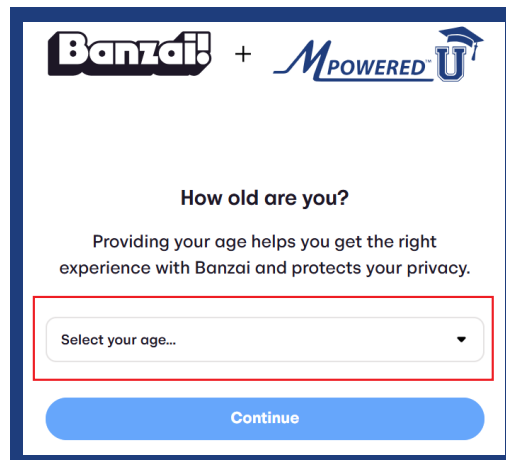 Banzai! + MPOWERED™ U
How old are you?
Providing your age helps you get the right
experience with Banzai and protects your privacy.
Select your age...
Continue